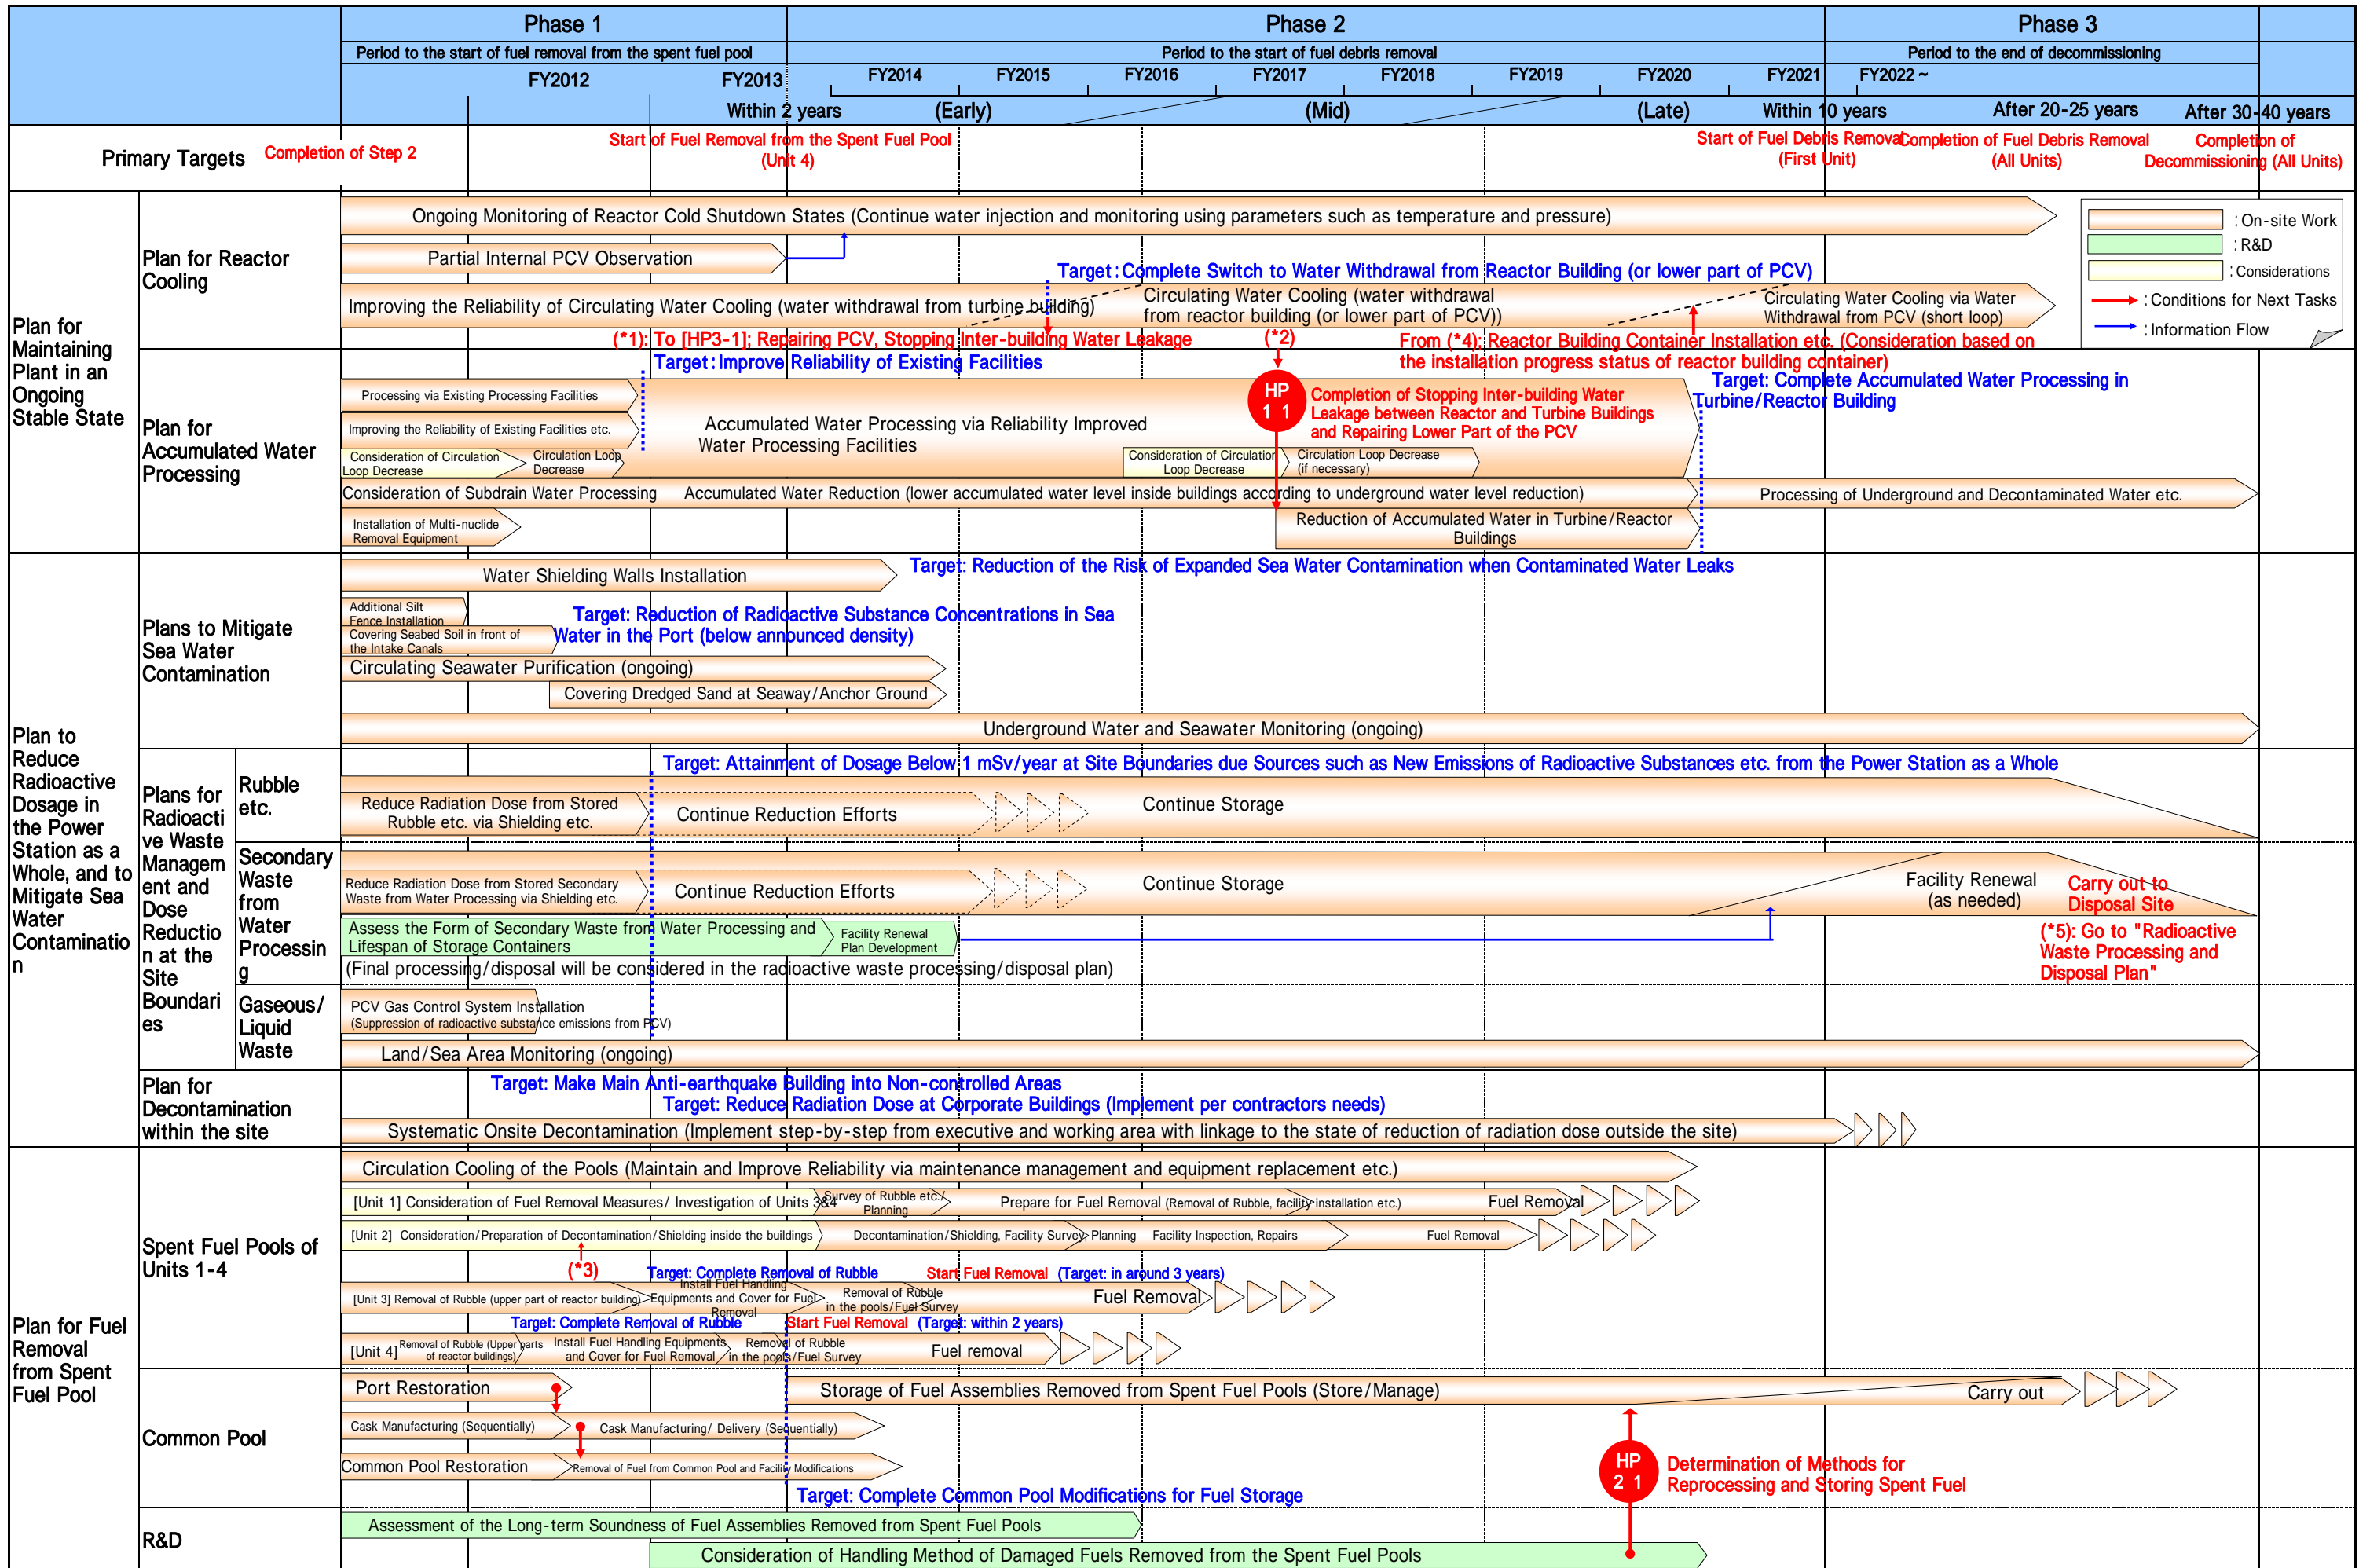 Phase 1
Phase 2
Phase 3
Period to the start of fuel removal from the spent fuel pool
Period to the start of fuel debris removal
Period to the end of decommissioning
FY2012
FY2013
FY2014
FY2015
FY2016
FY2017
FY2018
FY2019
FY2020
FY2021
FY2022 ~
Within 2 years
(Early)
(Mid)
(Late)
Within 10 years
After 20-25 years
After 30-40 years
Primary Targets
Completion of Step 2
Start of Fuel Removal from the Spent Fuel Pool
(Unit 4)
Start of Fuel Debris Removal
(First Unit)
Completion of Fuel Debris Removal
(All Units)
Completion of
Decommissioning (All Units)
Plan for
Maintaining
Plant in an
Ongoing
Stable State
Plan for Reactor
Cooling
Ongoing Monitoring of Reactor Cold Shutdown States (Continue water injection and monitoring using parameters such as temperature and pressure)
Partial Internal PCV Observation
Target: Complete Switch to Water Withdrawal from Reactor Building (or lower part of PCV)
Improving the Reliability of Circulating Water Cooling (water withdrawal from turbine building)
Circulating Water Cooling (water withdrawal
from reactor building (or lower part of PCV))
Circulating Water Cooling via Water
Withdrawal from PCV (short loop)
: On-site Work
: R&D
: Considerations
: Conditions for Next Tasks
: Information Flow
(*1): To [HP3-1]; Repairing PCV, Stopping Inter-building Water Leakage
(*2)
From (*4): Reactor Building Container Installation etc. (Consideration based on
the installation progress status of reactor building container)
Plan for
Accumulated Water
Processing
Target: Improve Reliability of Existing Facilities
Target: Complete Accumulated Water Processing in
Turbine/Reactor Building
Processing via Existing Processing Facilities
Improving the Reliability of Existing Facilities etc.
Consideration of Circulation
Loop Decrease
Circulation Loop
Decrease
Accumulated Water Processing via Reliability Improved
Water Processing Facilities
HP
1 1
Completion of Stopping Inter-building Water
Leakage between Reactor and Turbine Buildings
and Repairing Lower Part of the PCV
Consideration of Circulation
Loop Decrease
Circulation Loop Decrease
(if necessary)
Consideration of Subdrain Water Processing
Accumulated Water Reduction (lower accumulated water level inside buildings according to underground water level reduction)
Processing of Underground and Decontaminated Water etc.
Installation of Multi-nuclide
Removal Equipment
Reduction of Accumulated Water in Turbine/Reactor
Buildings
Plan to
Reduce
Radioactive
Dosage in
the Power
Station as a
Whole, and to
Mitigate Sea
Water
Contaminatio
n
Plans to Mitigate
Sea Water
Contamination
Water Shielding Walls Installation
Target: Reduction of the Risk of Expanded Sea Water Contamination when Contaminated Water Leaks
Additional Silt
Fence Installation
Covering Seabed Soil in front of
the Intake Canals
Target: Reduction of Radioactive Substance Concentrations in Sea
Water in the Port (below announced density)
Circulating Seawater Purification (ongoing)
Covering Dredged Sand at Seaway/Anchor Ground
Underground Water and Seawater Monitoring (ongoing)
Plans for
Radioacti
ve Waste
Managem
ent and
Dose
Reductio
n at the
Site
Boundari
es
Rubble
etc.
Target: Attainment of Dosage Below 1 mSv/year at Site Boundaries due Sources such as New Emissions of Radioactive Substances etc. from the Power Station as a Whole
Reduce Radiation Dose from Stored
Rubble etc. via Shielding etc.
Continue Reduction Efforts
Continue Storage
Secondary
Waste
from
Water
Processin
g
Reduce Radiation Dose from Stored Secondary
Waste from Water Processing via Shielding etc.
Continue Reduction Efforts
Continue Storage
Facility Renewal
(as needed)
Carry out to
Disposal Site
Assess the Form of Secondary Waste from Water Processing and
Lifespan of Storage Containers
Facility Renewal
Plan Development
(*5): Go to "Radioactive
Waste Processing and
Disposal Plan"
(Final processing/disposal will be considered in the radioactive waste processing/disposal plan)
Gaseous/
Liquid
Waste
PCV Gas Control System Installation
(Suppression of radioactive substance emissions from PCV)
Land/Sea Area Monitoring (ongoing)
Plan for
Decontamination
within the site
Target: Make Main Anti-earthquake Building into Non-controlled Areas
Target: Reduce Radiation Dose at Corporate Buildings (Implement per contractors needs)
Systematic Onsite Decontamination (Implement step-by-step from executive and working area with linkage to the state of reduction of radiation dose outside the site)
Plan for Fuel
Removal
from Spent
Fuel Pool
Spent Fuel Pools of
Units 1-4
Circulation Cooling of the Pools (Maintain and Improve Reliability via maintenance management and equipment replacement etc.)
[Unit 1] Consideration of Fuel Removal Measures/ Investigation of Units 3&4
Survey of Rubble etc./
Planning
Prepare for Fuel Removal (Removal of Rubble, facility installation etc.)
Fuel Removal
[Unit 2] Consideration/Preparation of Decontamination/Shielding inside the buildings
Decontamination/Shielding, Facility Survey, Planning
Facility Inspection, Repairs
Fuel Removal
(*3)
Target: Complete Removal of Rubble
Start Fuel Removal (Target: in around 3 years)
[Unit 3] Removal of Rubble (upper part of reactor building)
Install Fuel Handling
Equipments and Cover for Fuel
Removal
Removal of Rubble
in the pools/Fuel Survey
Fuel Removal
Target: Complete Removal of Rubble
Start Fuel Removal (Target: within 2 years)
[Unit 4]
Removal of Rubble (Upper parts
of reactor buildings)
Install Fuel Handling Equipments
and Cover for Fuel Removal
Removal of Rubble
in the pools/Fuel Survey
Fuel removal
Common Pool
Port Restoration
Storage of Fuel Assemblies Removed from Spent Fuel Pools (Store/Manage)
Carry out
Cask Manufacturing (Sequentially)
Cask Manufacturing/ Delivery (Sequentially)
Common Pool Restoration
Removal of Fuel from Common Pool and Facility Modifications
HP
2 1
Determination of Methods for
Reprocessing and Storing Spent Fuel
Target: Complete Common Pool Modifications for Fuel Storage
R&D
Assessment of the Long-term Soundness of Fuel Assemblies Removed from Spent Fuel Pools
Consideration of Handling Method of Damaged Fuels Removed from the Spent Fuel Pools